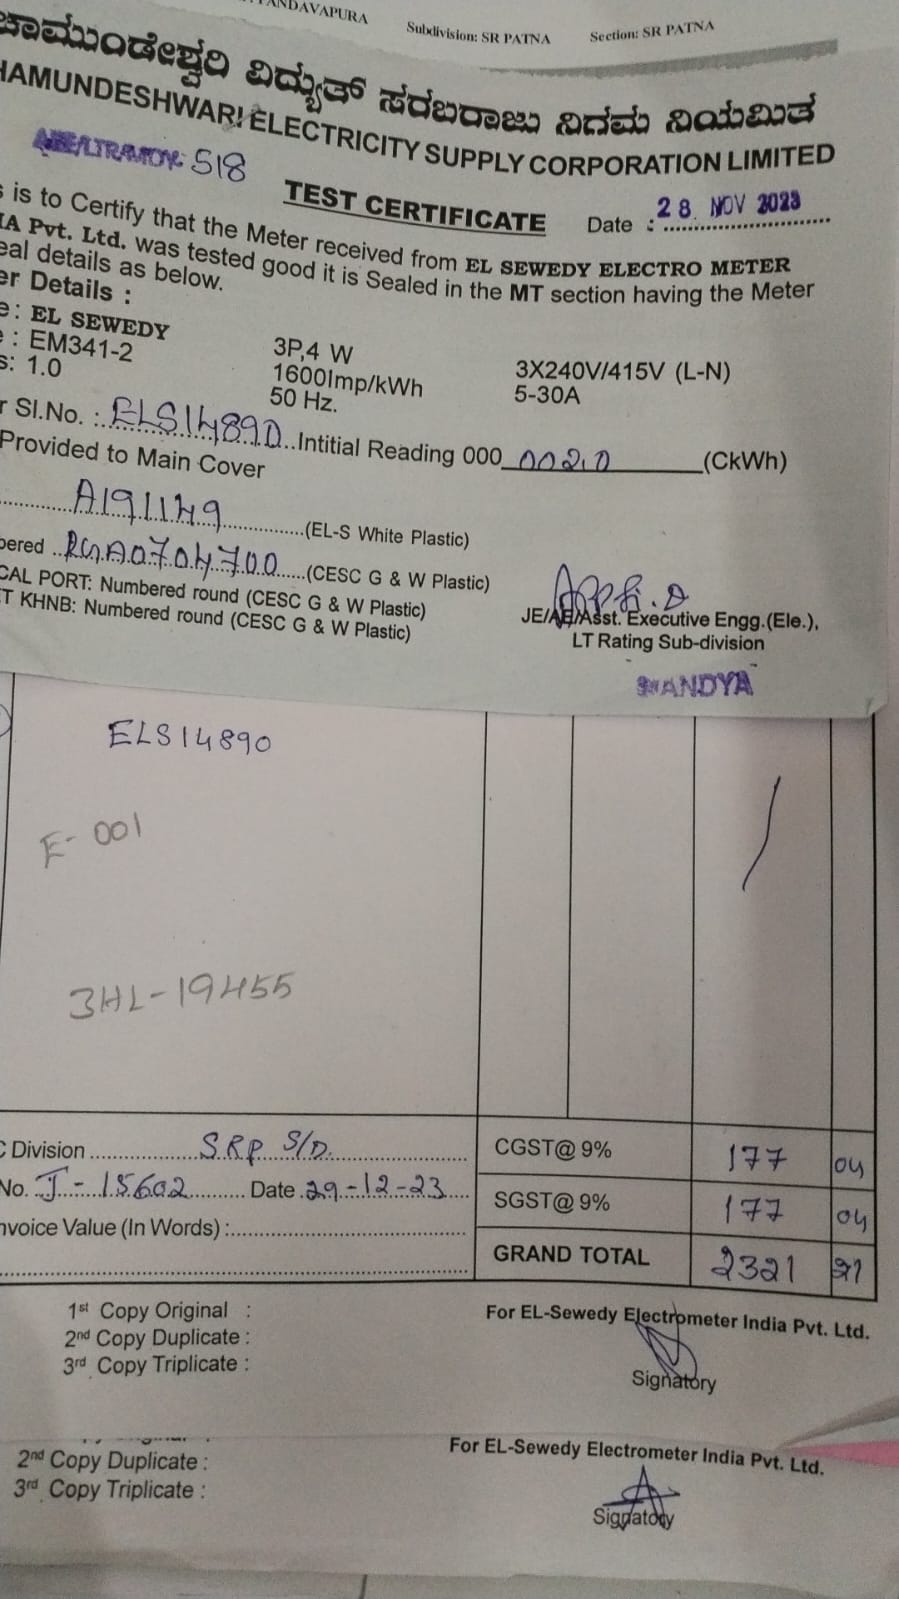 ANDAVAPURA Subdivision: SR PATNA Section: SR PATNA
ಚಾಮುಂಡೇಶ್ವರಿ ವಿದ್ಯುತ್ ಸರಬರಾಜು ನಿಗಮ ನಿಯಮಿತ
HAMUNDESHWARI ELECTRICITY SUPPLY CORPORATION LIMITED
518
TEST CERTIFICATE Date : 28 NOV 2023
s is to Certify that the Meter received from EL SEWEDY ELECTRO METER
IA Pvt. Ltd. was tested good it is Sealed in the MT section having the Meter
eal details as below.
er Details :
e : EL SEWEDY 3P,4 W 3X240V/415V (L-N)
e : EM341-2 1600Imp/kWh 5-30A
s: 1.0 50 Hz.
r Sl.No. : ELS14890 Intitial Reading 000 002.0 (CkWh)
Provided to Main Cover
A191149 (EL-S White Plastic)
bered RGA0704700 (CESC G & W Plastic)
CAL PORT: Numbered round (CESC G & W Plastic)
T KHNB: Numbered round (CESC G & W Plastic)
JE/AE/Asst. Executive Engg.(Ele.),
LT Rating Sub-division
MANDYA
ELS14890
F-001
3HL-19455
C Division S.R.P S/D. CGST@ 9% 177 04
No. J-15602 Date 29-12-23 SGST@ 9% 177 04
nvoice Value (In Words) : GRAND TOTAL 2321 21
1st Copy Original : For EL-Sewedy Electrometer India Pvt. Ltd.
2nd Copy Duplicate :
3rd Copy Triplicate : Signatory
2nd Copy Duplicate : For EL-Sewedy Electrometer India Pvt. Ltd.
3rd Copy Triplicate : Signatory